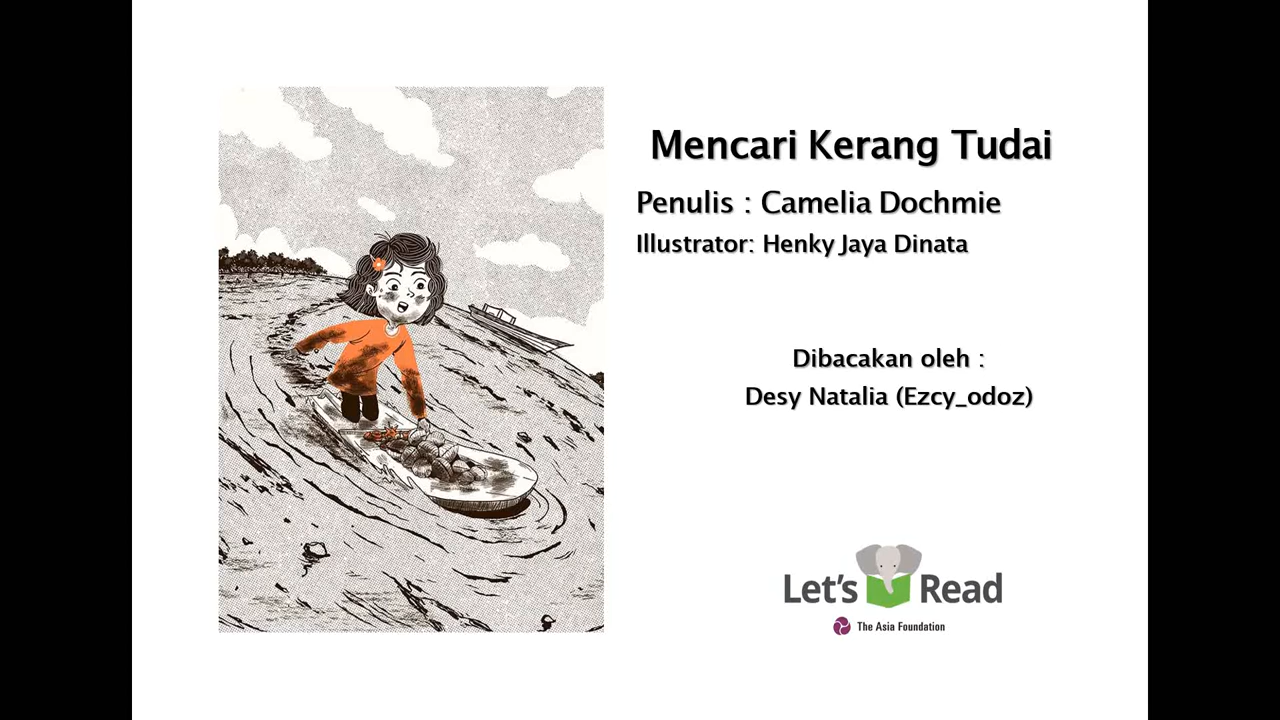 Mencari Kerang Tudai
Penulis : Camelia Dochmie
Illustrator: Henky Jaya Dinata
Dibacakan oleh :
Desy Natalia (Ezcy_odoz)
Let's Read
The Asia Foundation